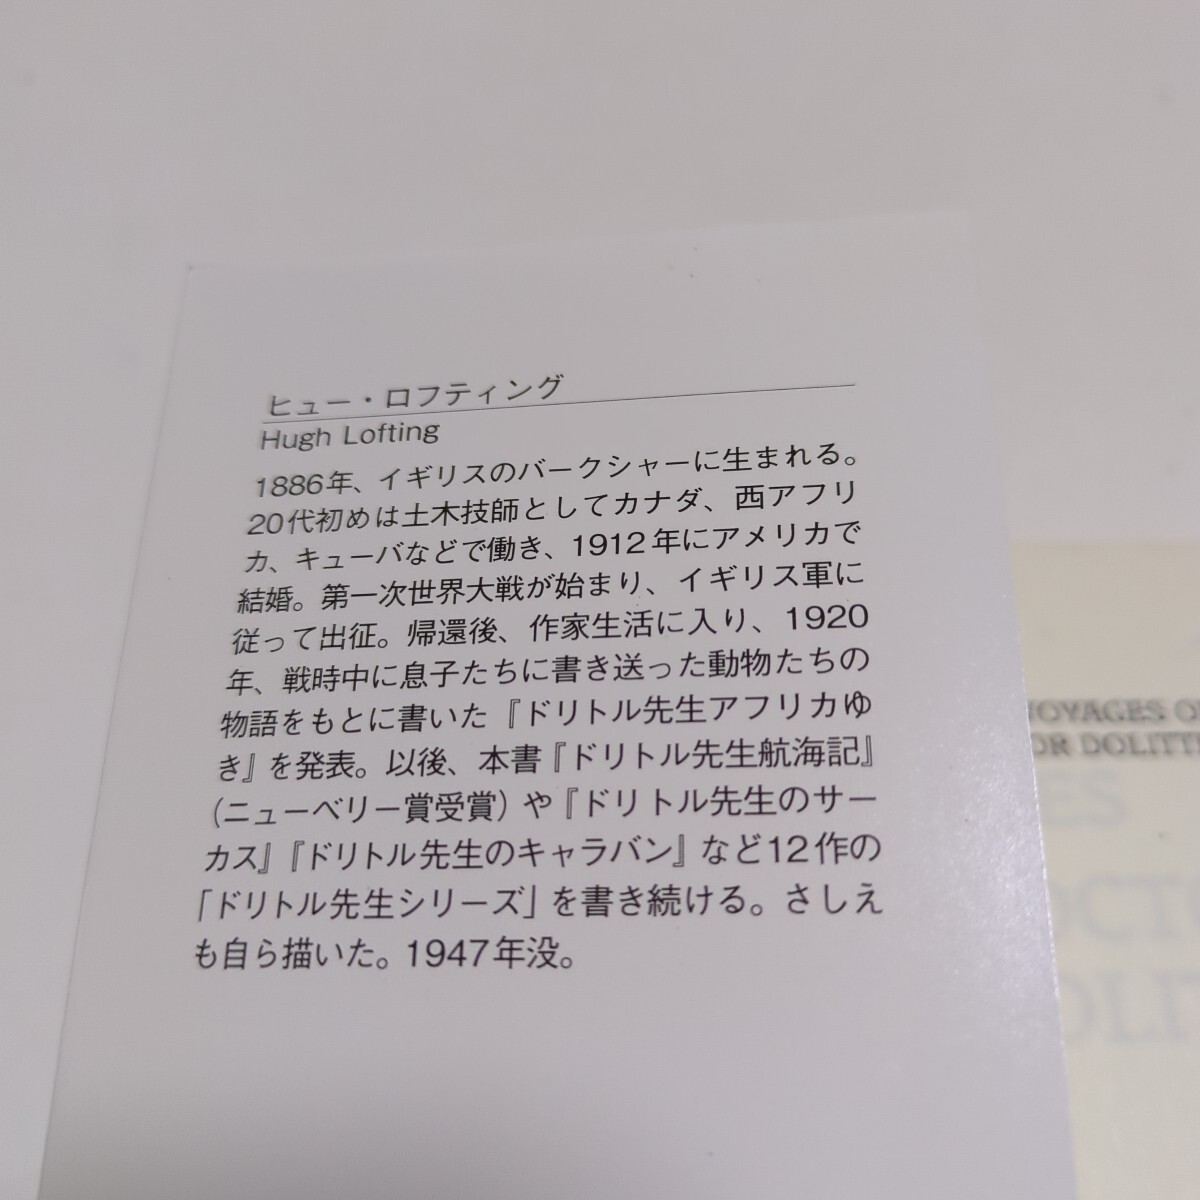 ヒュー・ロフティング
Hugh Lofting
1886年、イギリスのバークシャーに生まれる。
20代初めは土木技師としてカナダ、西アフリ
カ、キューバなどで働き、1912年にアメリカで
結婚。第一次世界大戦が始まり、イギリス軍に
従って出征。帰還後、作家生活に入り、1920
年、戦時中に息子たちに書き送った動物たちの
物語をもとに書いた『ドリトル先生アフリカゆ
き』を発表。以後、本書『ドリトル先生航海記』
（ニューベリー賞受賞）や『ドリトル先生のサー
カス』『ドリトル先生のキャラバン』など12作の
「ドリトル先生シリーズ」を書き続ける。さしえ
も自ら描いた。1947年没。
VOYAGES O
OR DOLITT
ES
OCTO
OLIT